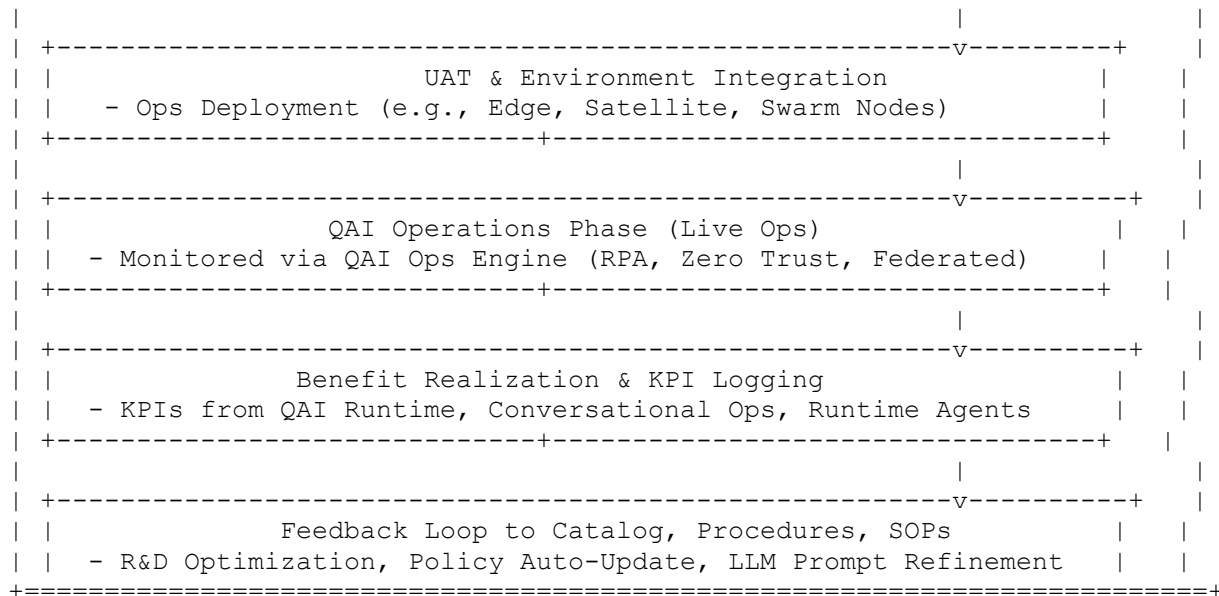 |                                                          |              |
| +--------------------------------------------------------v---------+     |
| |                       UAT & Environment Integration             |    |
| |   - Ops Deployment (e.g., Edge, Satellite, Swarm Nodes)         |    |
| +------------------------------+----------------------------------+     |
|                                                          |              |
| +--------------------------------------------------------v----------+   |
| |                 QAI Operations Phase (Live Ops)                  |   |
| |  - Monitored via QAI Ops Engine (RPA, Zero Trust, Federated)    |   |
| +------------------------------+----------------------------------+    |
|                                                          |              |
| +--------------------------------------------------------v----------+   |
| |               Benefit Realization & KPI Logging                  |   |
| |  - KPIs from QAI Runtime, Conversational Ops, Runtime Agents     |   |
| +------------------------------+----------------------------------+    |
|                                                          |              |
| +--------------------------------------------------------v----------+   |
| |              Feedback Loop to Catalog, Procedures, SOPs          |   |
| |  - R&D Optimization, Policy Auto-Update, LLM Prompt Refinement   |   |
+==========================================================================+